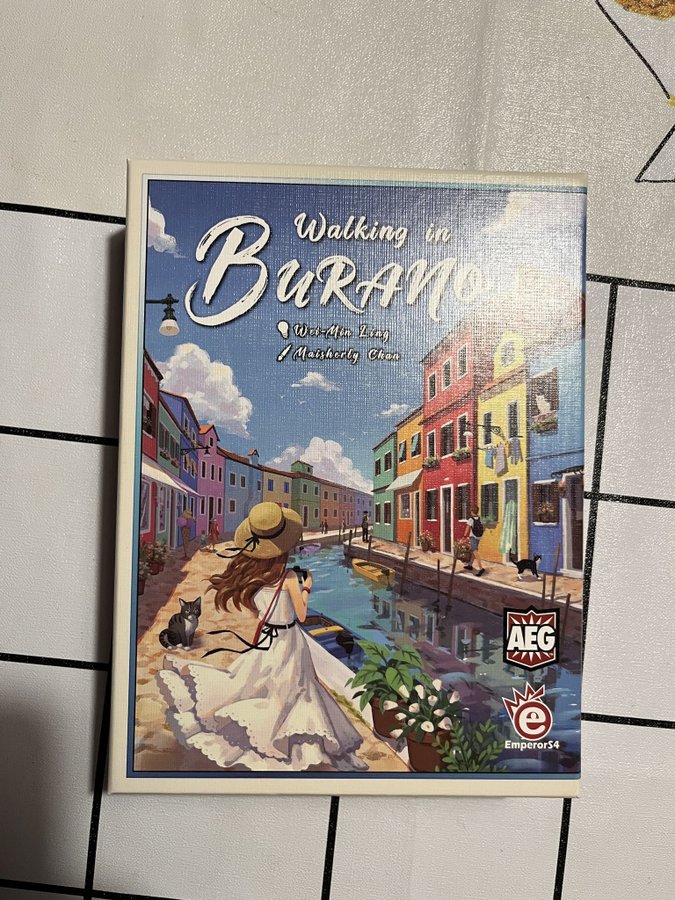 Walking in
BURANO
Wei-Min Ling
Maisherly Chan
AEG
e
EmperorS4